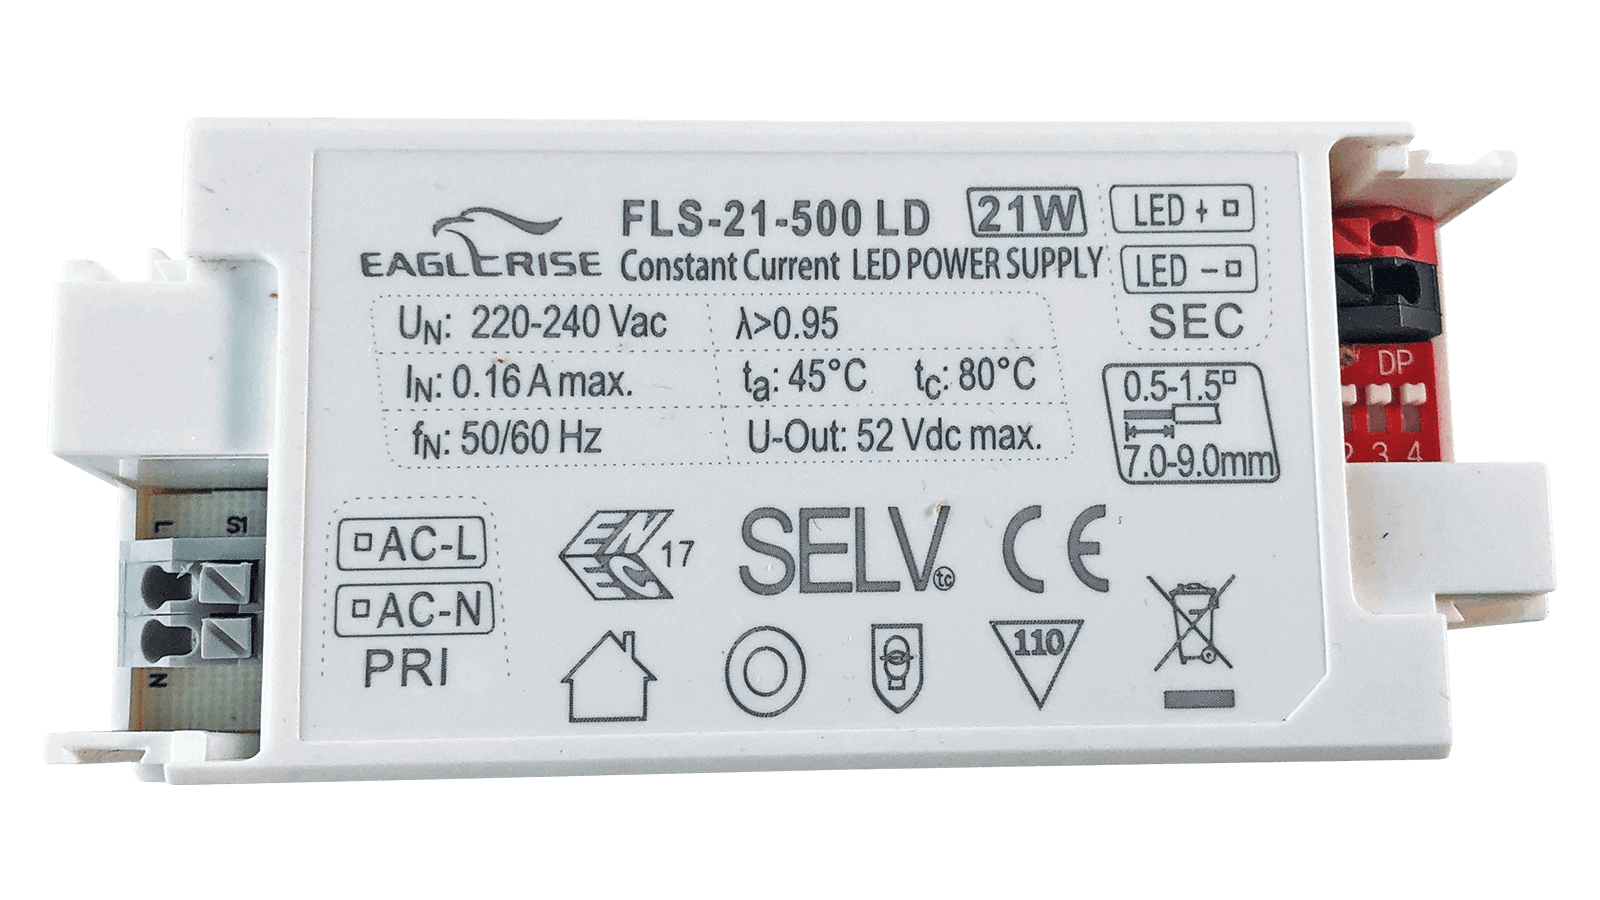 EAGLERISE
FLS-21-500 LD 21W
Constant Current LED POWER SUPPLY
UN: 220-240 Vac λ>0.95
IN: 0.16 A max. ta: 45°C tc: 80°C
fN: 50/60 Hz U-Out: 52 Vdc max.
LED +
LED -
SEC
0.5-1.5
7.0-9.0mm
DP
2 3 4
L S1
N
AC-L
AC-N
PRI
ENEC 17
SELV tc
CE
110